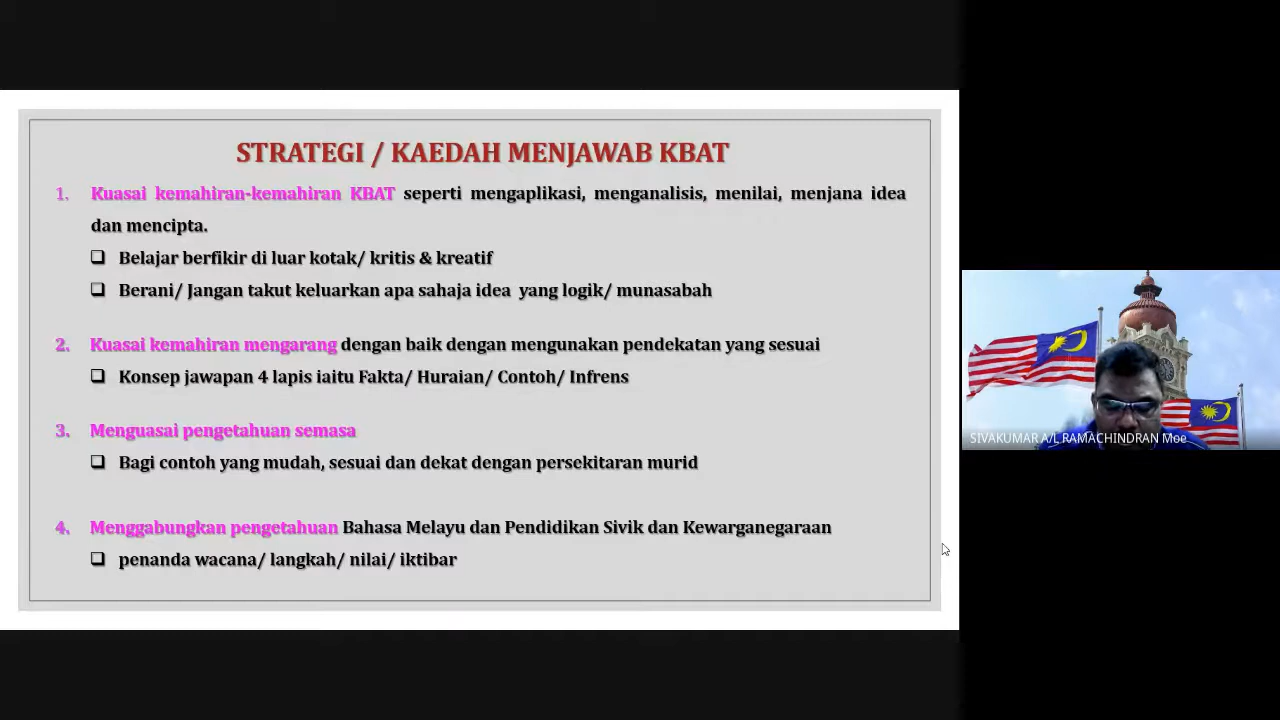 STRATEGI / KAEDAH MENJAWAB KBAT
1. Kuasai kemahiran-kemahiran KBAT seperti mengaplikasi, menganalisis, menilai, menjana idea
dan mencipta.
❑ Belajar berfikir di luar kotak/ kritis & kreatif
❑ Berani/ Jangan takut keluarkan apa sahaja idea yang logik/ munasabah
2. Kuasai kemahiran mengarang dengan baik dengan mengunakan pendekatan yang sesuai
❑ Konsep jawapan 4 lapis iaitu Fakta/ Huraian/ Contoh/ Infrens
3. Menguasai pengetahuan semasa
❑ Bagi contoh yang mudah, sesuai dan dekat dengan persekitaran murid
4. Menggabungkan pengetahuan Bahasa Melayu dan Pendidikan Sivik dan Kewarganegaraan
❑ penanda wacana/ langkah/ nilai/ iktibar
SIVAKUMAR A/L RAMACHINDRAN Moe